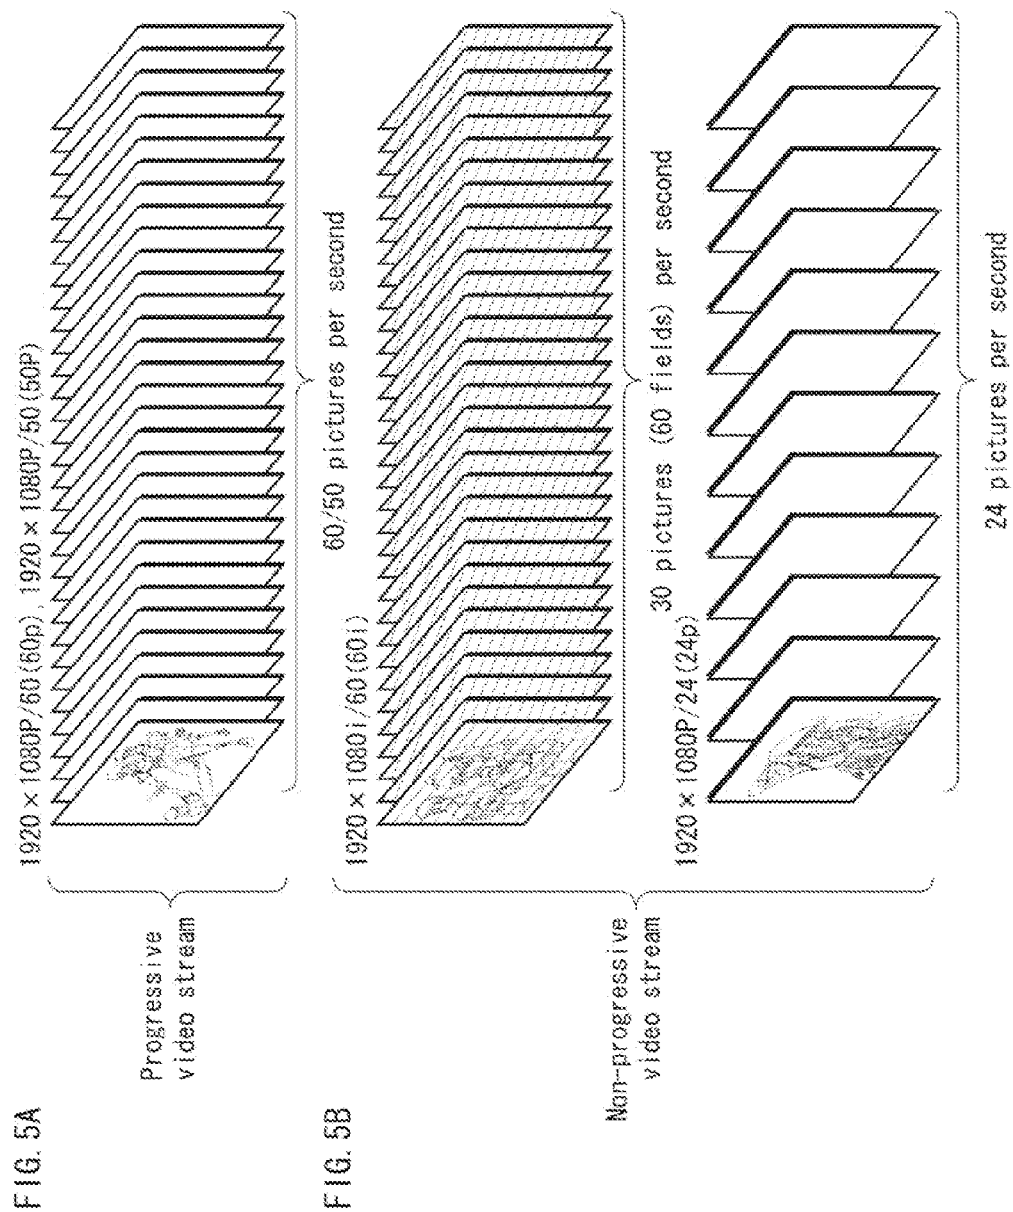 FIG. 5A
Progressive
video stream
1920×1080P/60(60p), 1920×1080P/50(50P)
60/50 pictures per second
FIG. 5B
Non-progressive
video stream
1920×1080i/60(60i)
30 pictures (60 fields) per second
1920×1080P/24(24p)
24 pictures per second